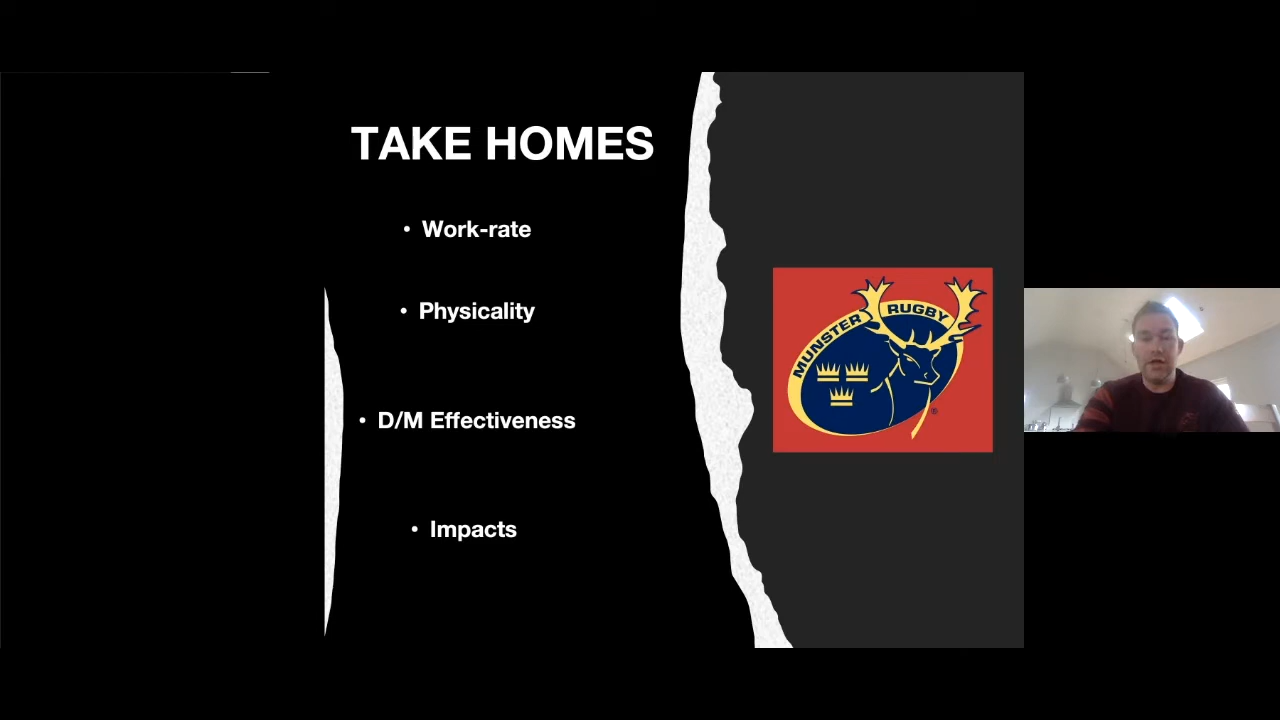 TAKE HOMES
• Work-rate
• Physicality
• D/M Effectiveness
• Impacts
MUNSTER RUGBY
®